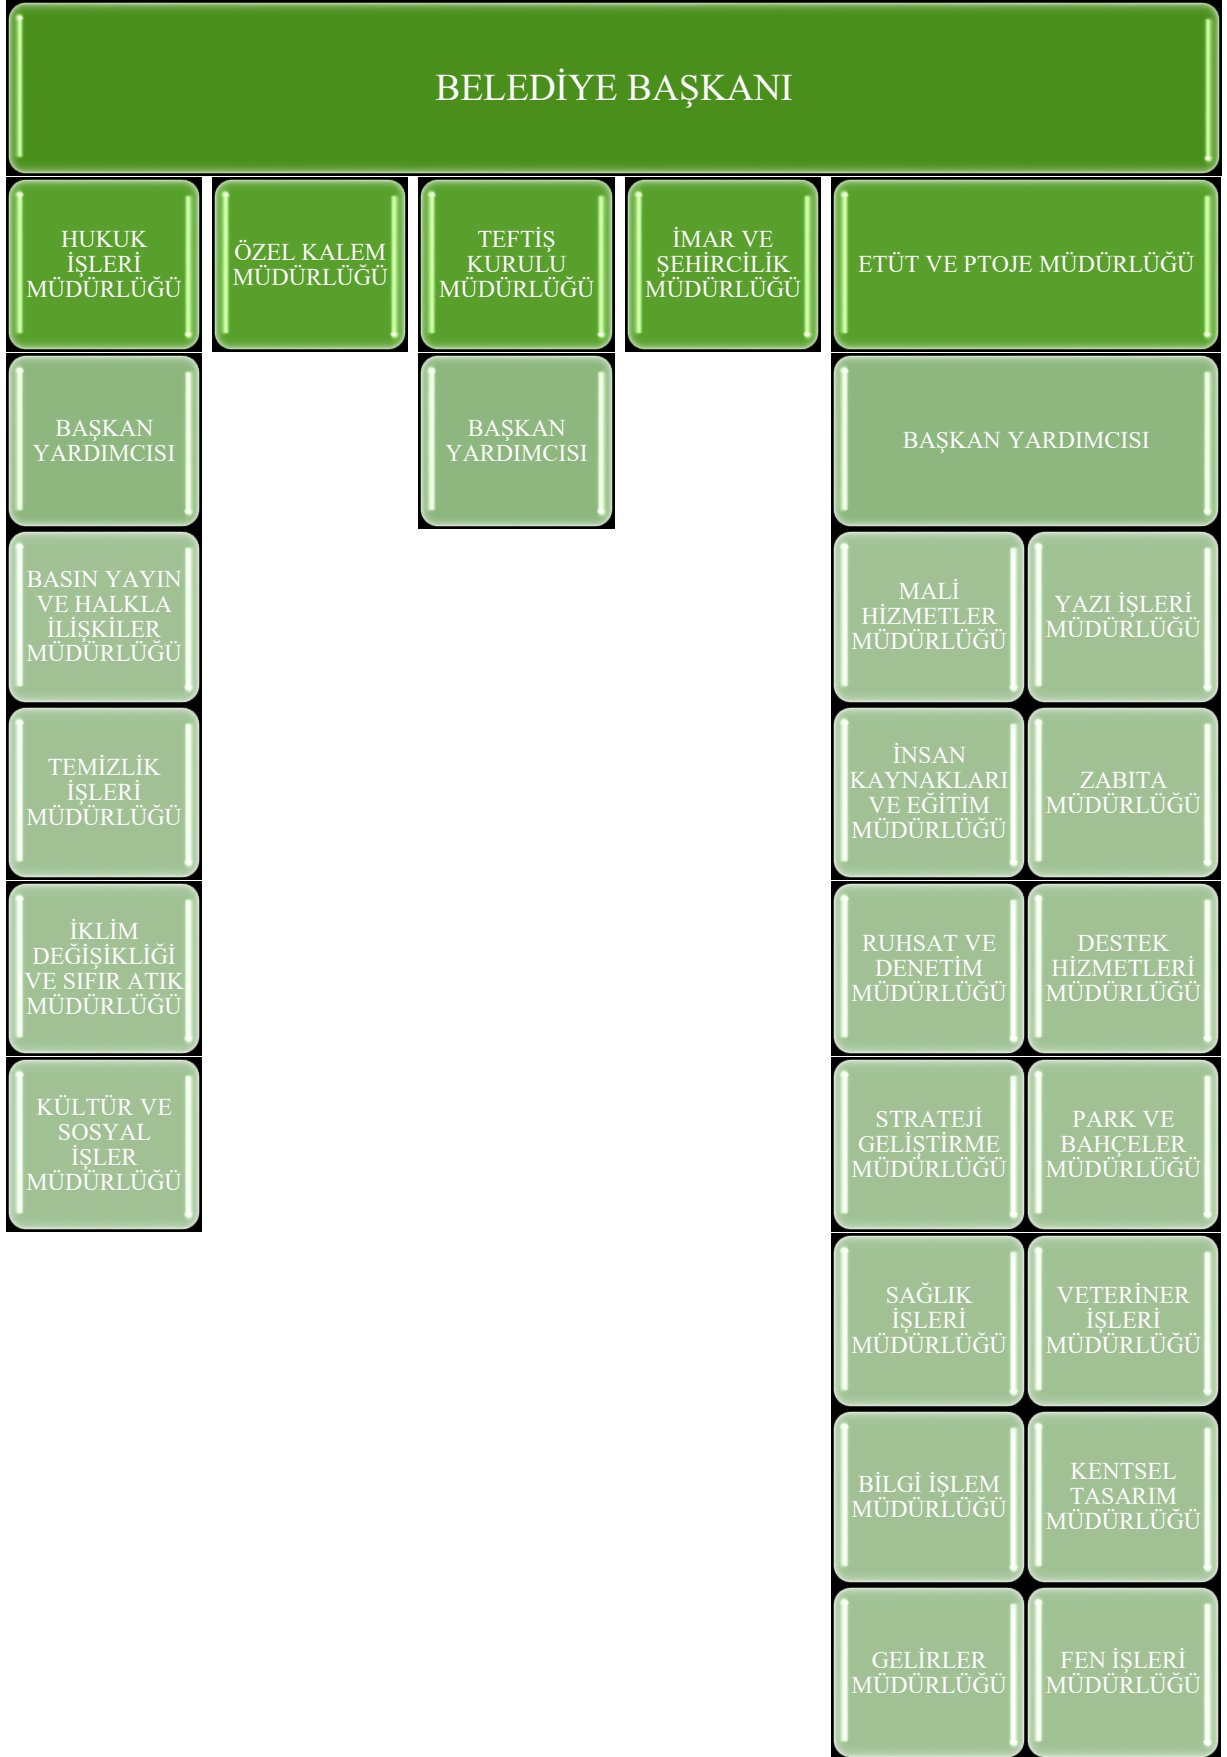 BELEDİYE BAŞKANI
HUKUK
İŞLERİ
MÜDÜRLÜĞÜ
ÖZEL KALEM
MÜDÜRLÜĞÜ
TEFTİŞ
KURULU
MÜDÜRLÜĞÜ
İMAR VE
ŞEHİRCİLİK
MÜDÜRLÜĞÜ
ETÜT VE PTOJE MÜDÜRLÜĞÜ
BAŞKAN
YARDIMCISI
BAŞKAN
YARDIMCISI
BAŞKAN YARDIMCISI
BASIN YAYIN
VE HALKLA
İLİŞKİLER
MÜDÜRLÜĞÜ
MALİ
HİZMETLER
MÜDÜRLÜĞÜ
YAZI İŞLERİ
MÜDÜRLÜĞÜ
TEMİZLİK
İŞLERİ
MÜDÜRLÜĞÜ
İNSAN
KAYNAKLARI
VE EĞİTİM
MÜDÜRLÜĞÜ
ZABITA
MÜDÜRLÜĞÜ
İKLİM
DEĞİŞİKLİĞİ
VE SIFIR ATIK
MÜDÜRLÜĞÜ
RUHSAT VE
DENETİM
MÜDÜRLÜĞÜ
DESTEK
HİZMETLERİ
MÜDÜRLÜĞÜ
KÜLTÜR VE
SOSYAL
İŞLER
MÜDÜRLÜĞÜ
STRATEJİ
GELİŞTİRME
MÜDÜRLÜĞÜ
PARK VE
BAHÇELER
MÜDÜRLÜĞÜ
SAĞLIK
İŞLERİ
MÜDÜRLÜĞÜ
VETERİNER
İŞLERİ
MÜDÜRLÜĞÜ
BİLGİ İŞLEM
MÜDÜRLÜĞÜ
KENTSEL
TASARIM
MÜDÜRLÜĞÜ
GELİRLER
MÜDÜRLÜĞÜ
FEN İŞLERİ
MÜDÜRLÜĞÜ